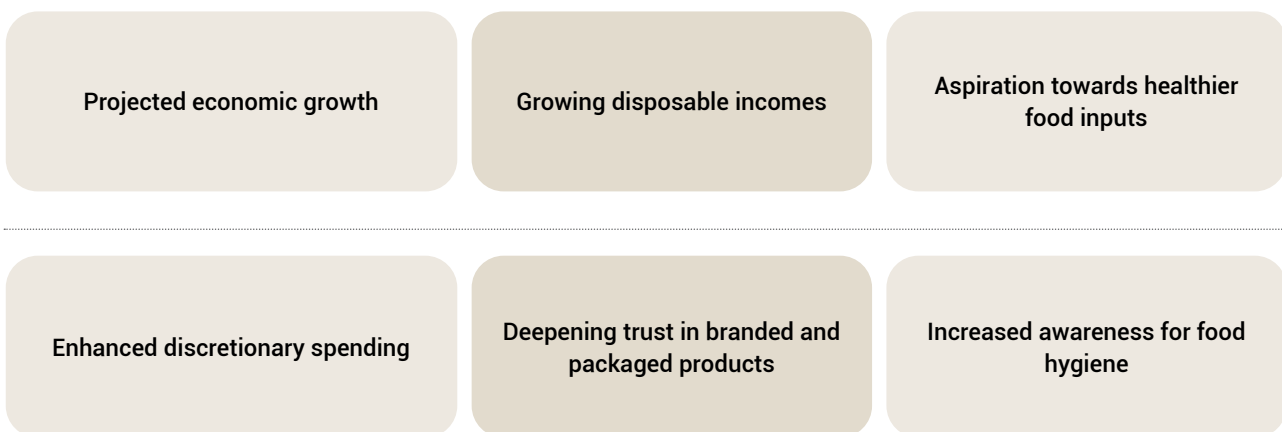 Projected economic growth
Growing disposable incomes
Aspiration towards healthier
food inputs
Enhanced discretionary spending
Deepening trust in branded and
packaged products
Increased awareness for food
hygiene